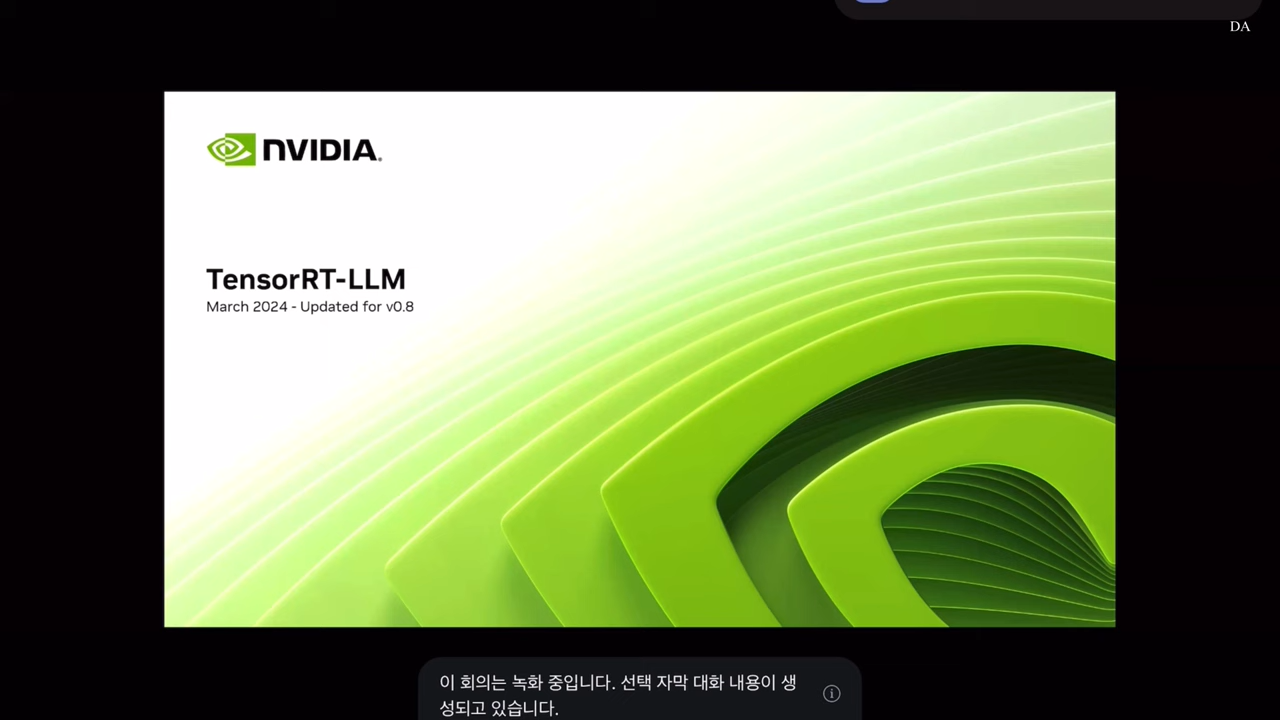 DA
NVIDIA.
TensorRT-LLM
March 2024 - Updated for v0.8
이 회의는 녹화 중입니다. 선택 자막 대화 내용이 생
성되고 있습니다.